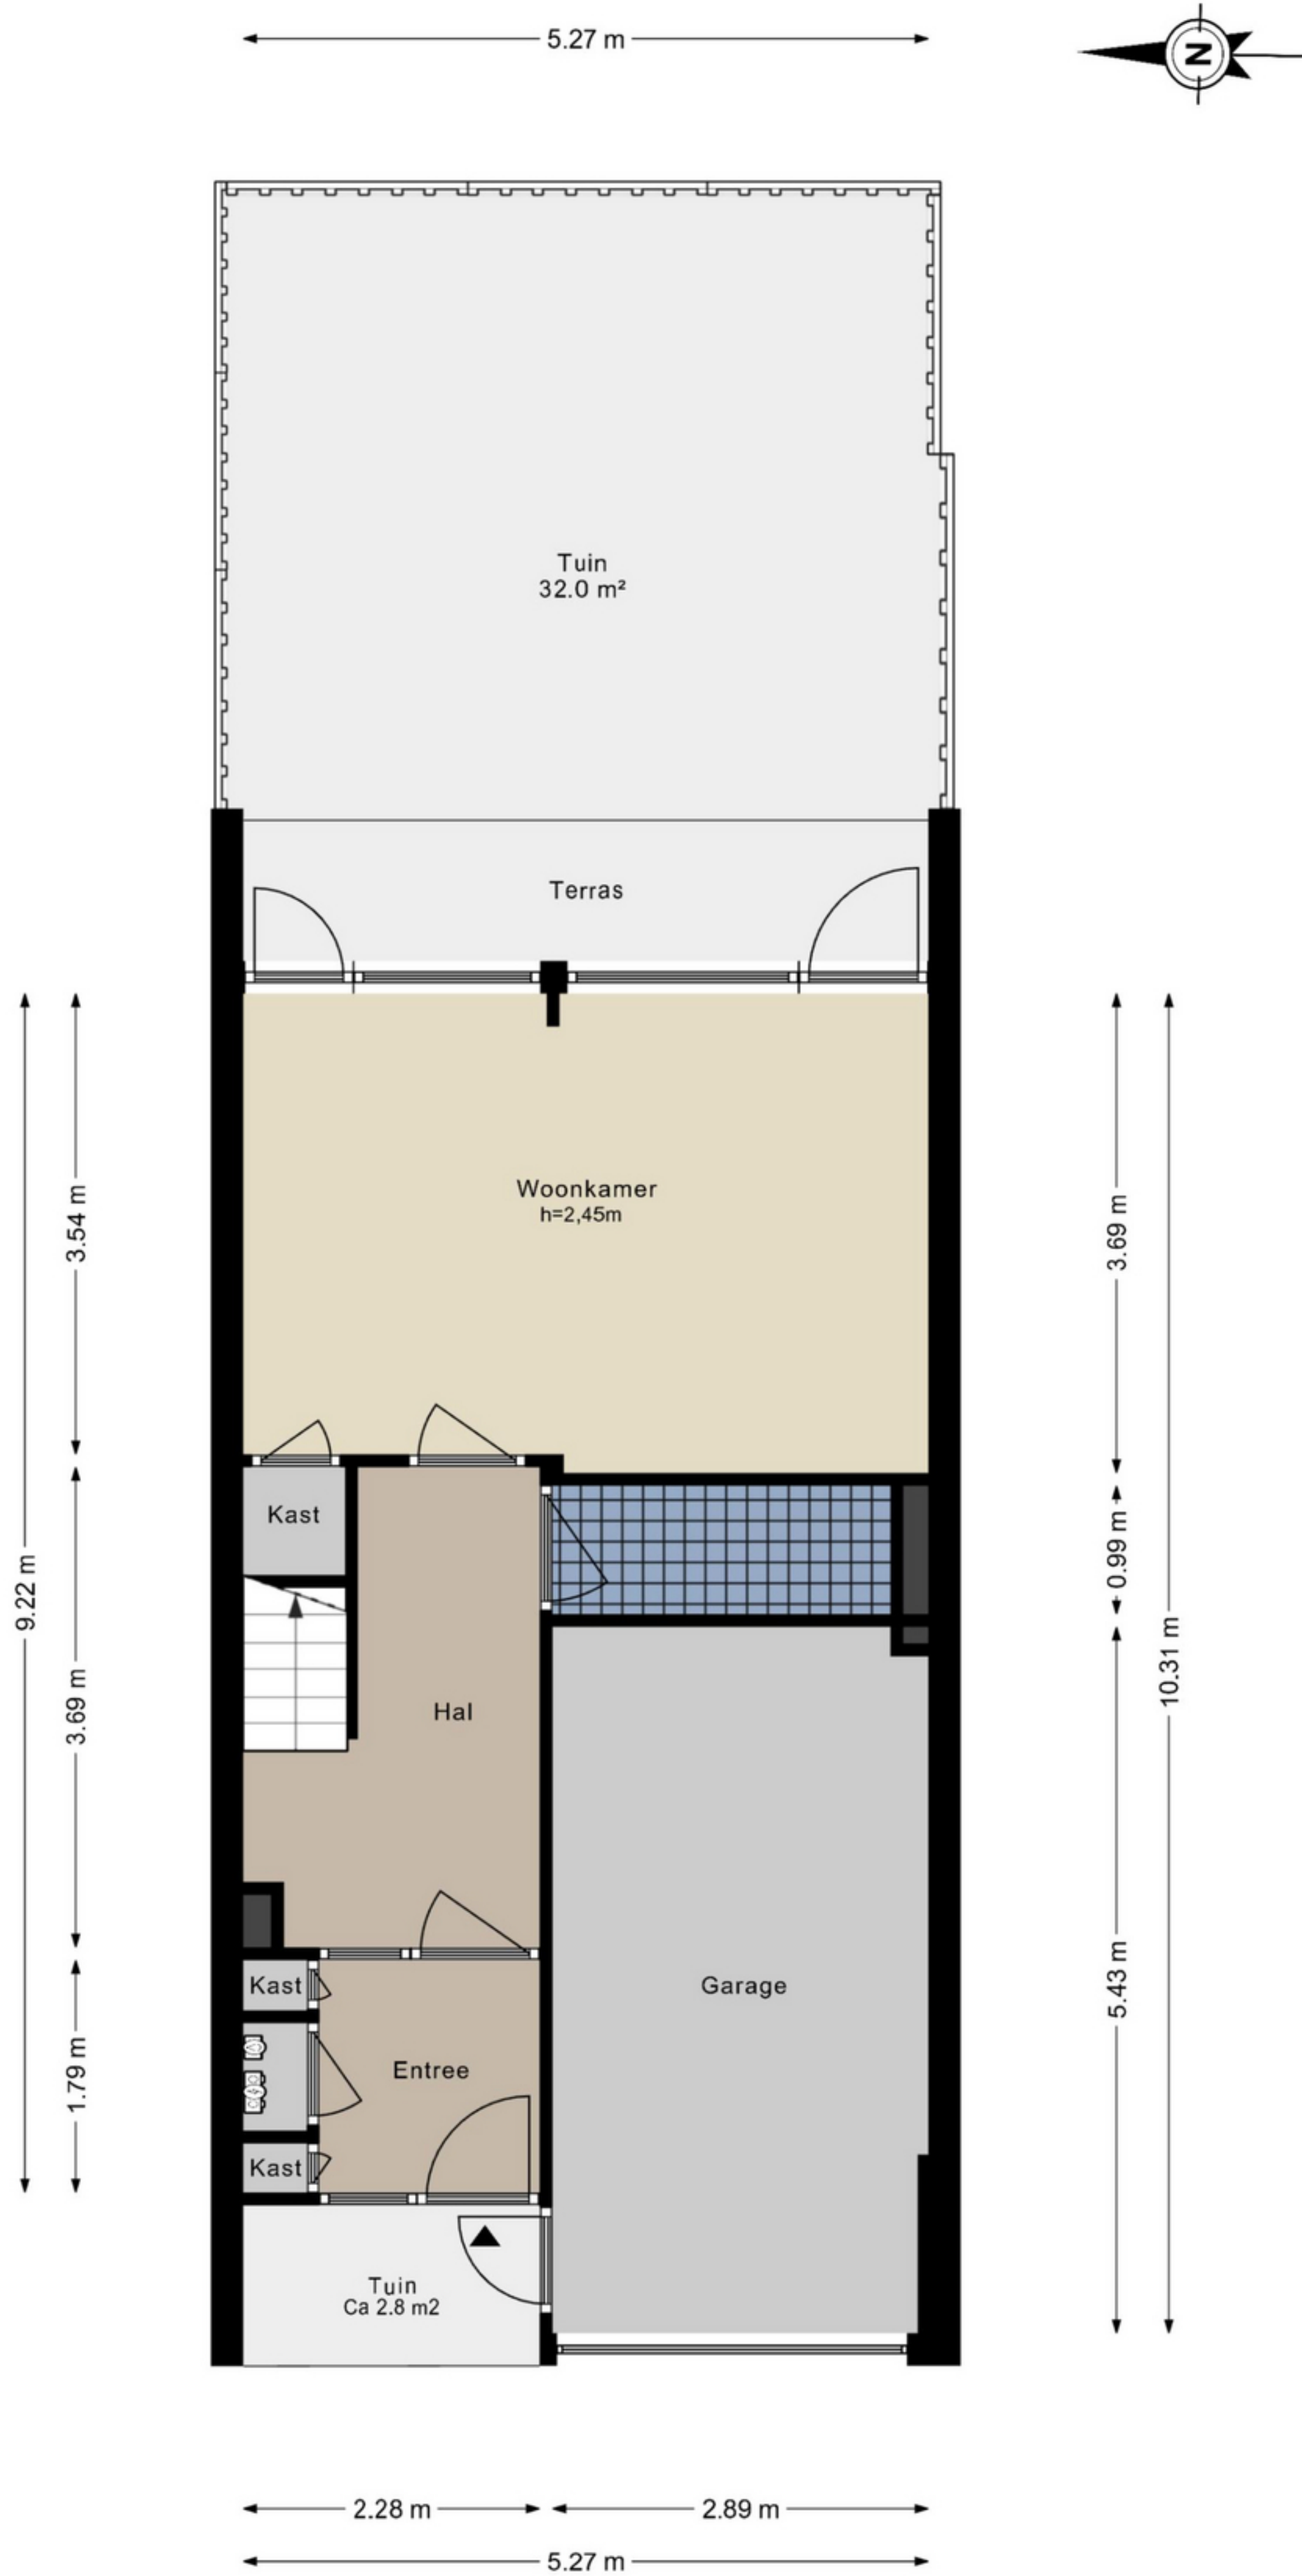 5.27 m
N
Tuin
32.0 m²
Terras
Woonkamer
h=2,45m
3.54 m
3.69 m
Kast
0.99 m
9.22 m
10.31 m
3.69 m
Hal
Kast
Garage
5.43 m
Entree
1.79 m
Kast
Tuin
Ca 2.8 m2
2.28 m
2.89 m
5.27 m